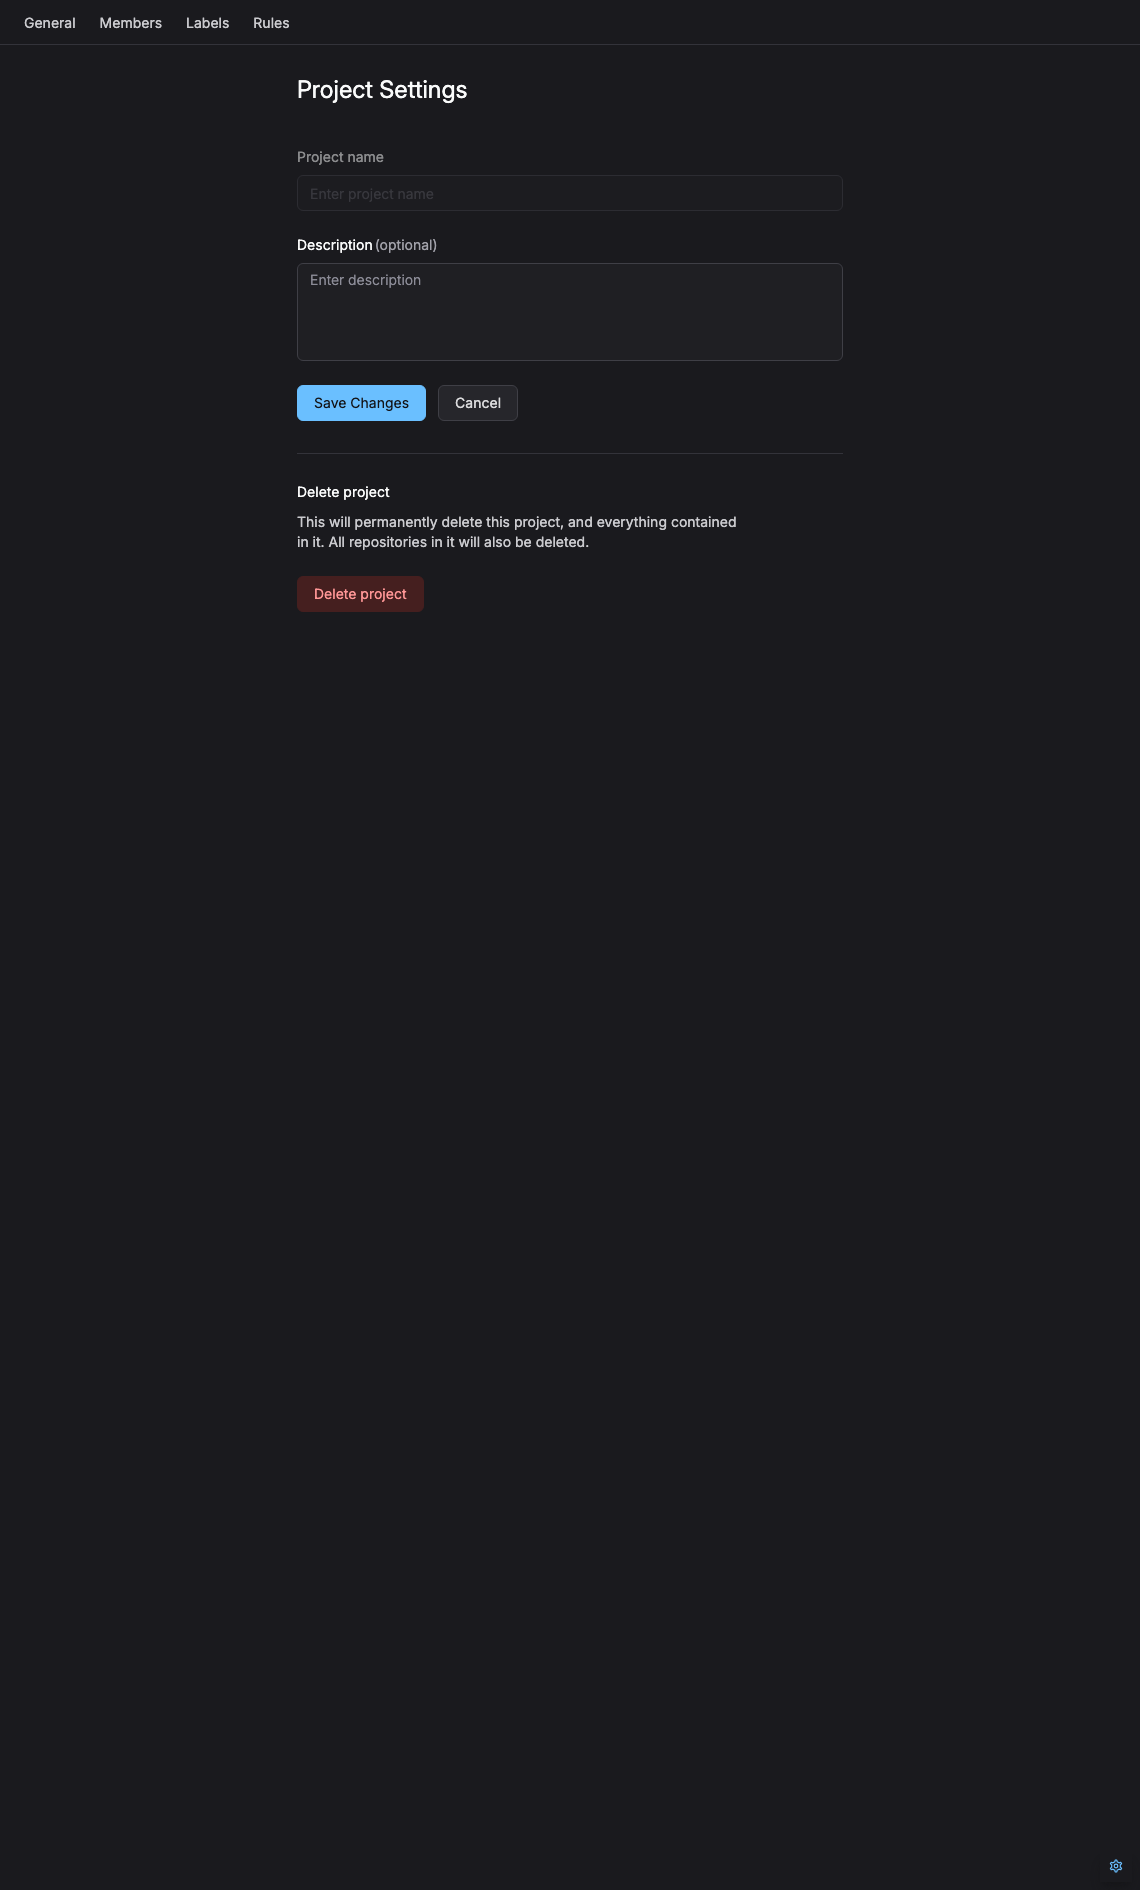 General Members Labels Rules
Project Settings
Project name
Enter project name
Description (optional)
Enter description
Save Changes Cancel
Delete project
This will permanently delete this project, and everything contained
in it. All repositories in it will also be deleted.
Delete project